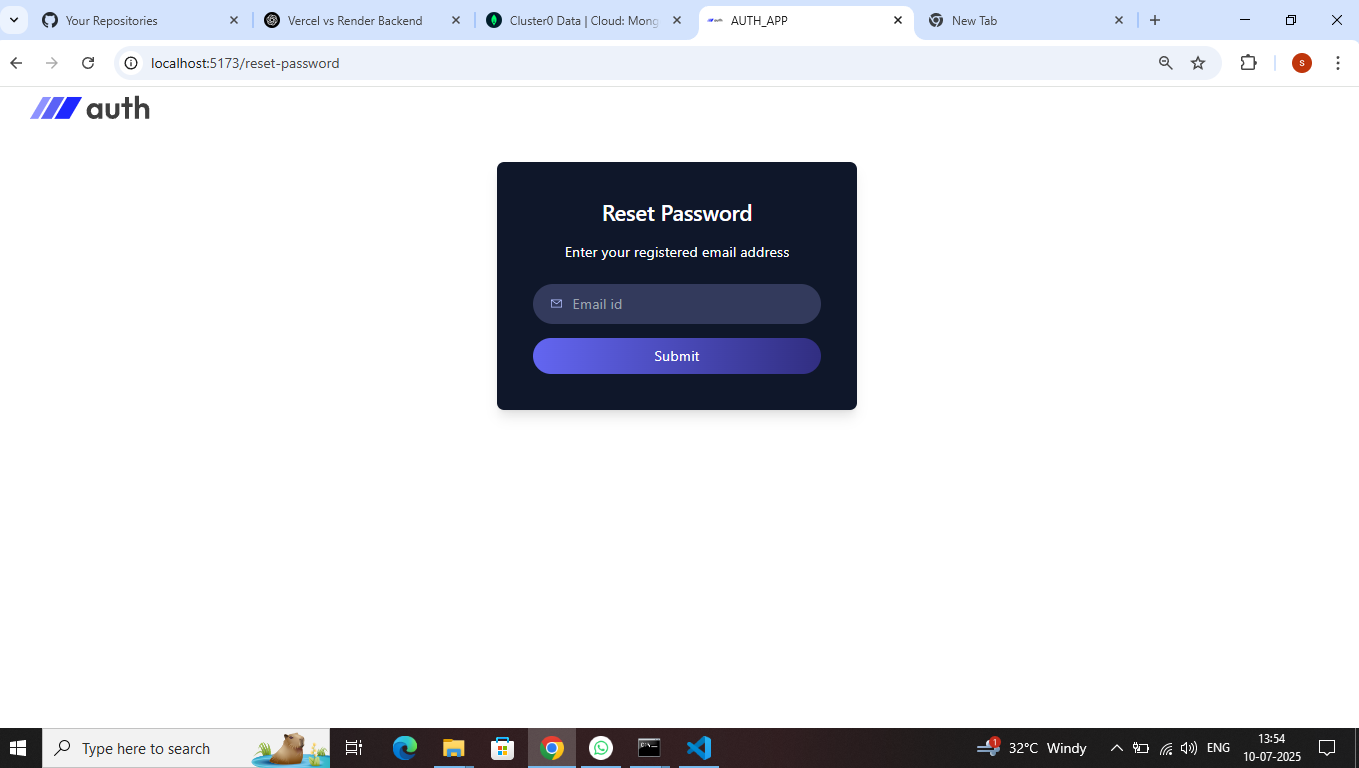 Your Repositories
Vercel vs Render Backend
Cluster0 Data | Cloud: Mong
AUTH_APP
New Tab
localhost:5173/reset-password
s
auth
Reset Password
Enter your registered email address
Email id
Submit
Type here to search
1
32°C Windy
ENG
13:54
10-07-2025